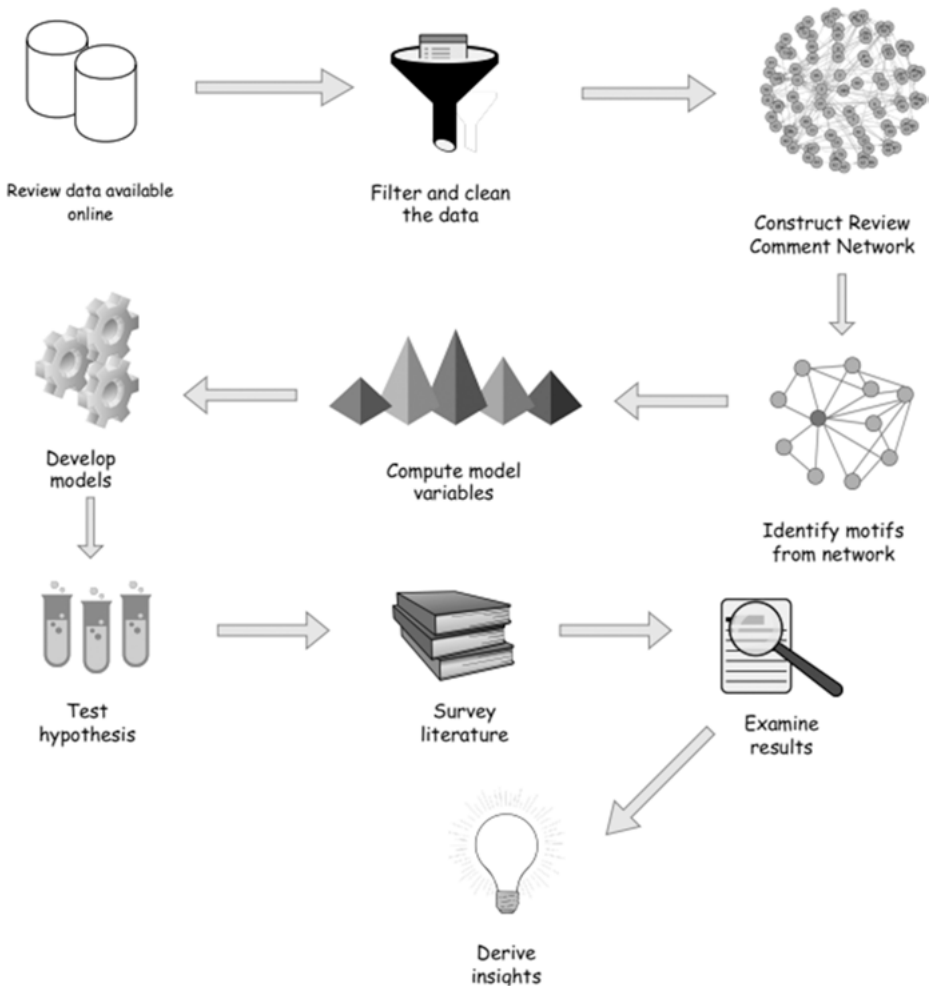 Review data available
online
Filter and clean
the data
Construct Review
Comment Network
Develop
models
Compute model
variables
Identify motifs
from network
Test
hypothesis
Survey
literature
Examine
results
Derive
insights